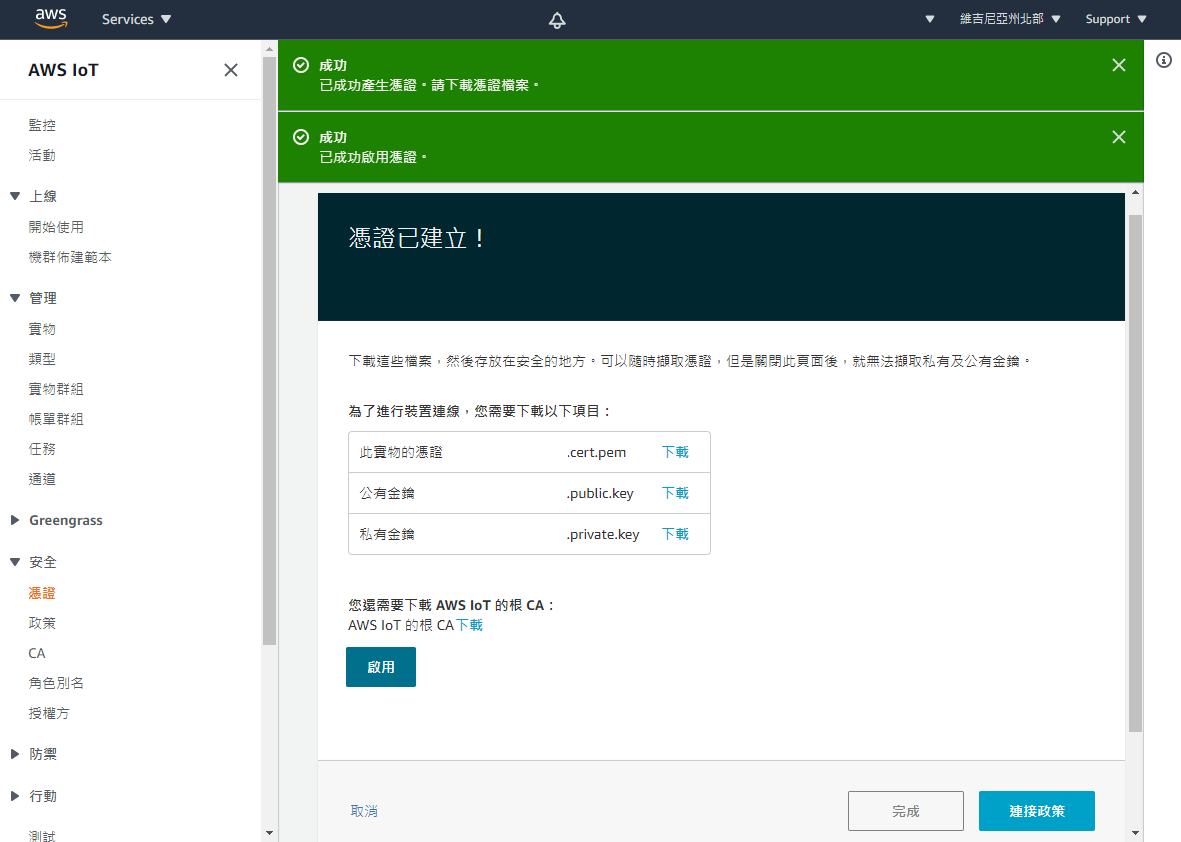 aws
Services
維吉尼亞州北部
Support
AWS IoT
監控
活動
上線
開始使用
機群佈建範本
管理
實物
類型
實物群組
帳單群組
任務
通道
Greengrass
安全
憑證
政策
CA
角色別名
授權方
防禦
行動
測試
成功
已成功產生憑證。請下載憑證檔案。
成功
已成功啟用憑證。
憑證已建立！
下載這些檔案，然後存放在安全的地方。可以隨時擷取憑證，但是關閉此頁面後，就無法擷取私有及公有金鑰。
為了進行裝置連線，您需要下載以下項目：
此實物的憑證 .cert.pem 下載
公有金鑰 .public.key 下載
私有金鑰 .private.key 下載
您還需要下載 AWS IoT 的根 CA：
AWS IoT 的根 CA下載
啟用
取消
完成
連接政策